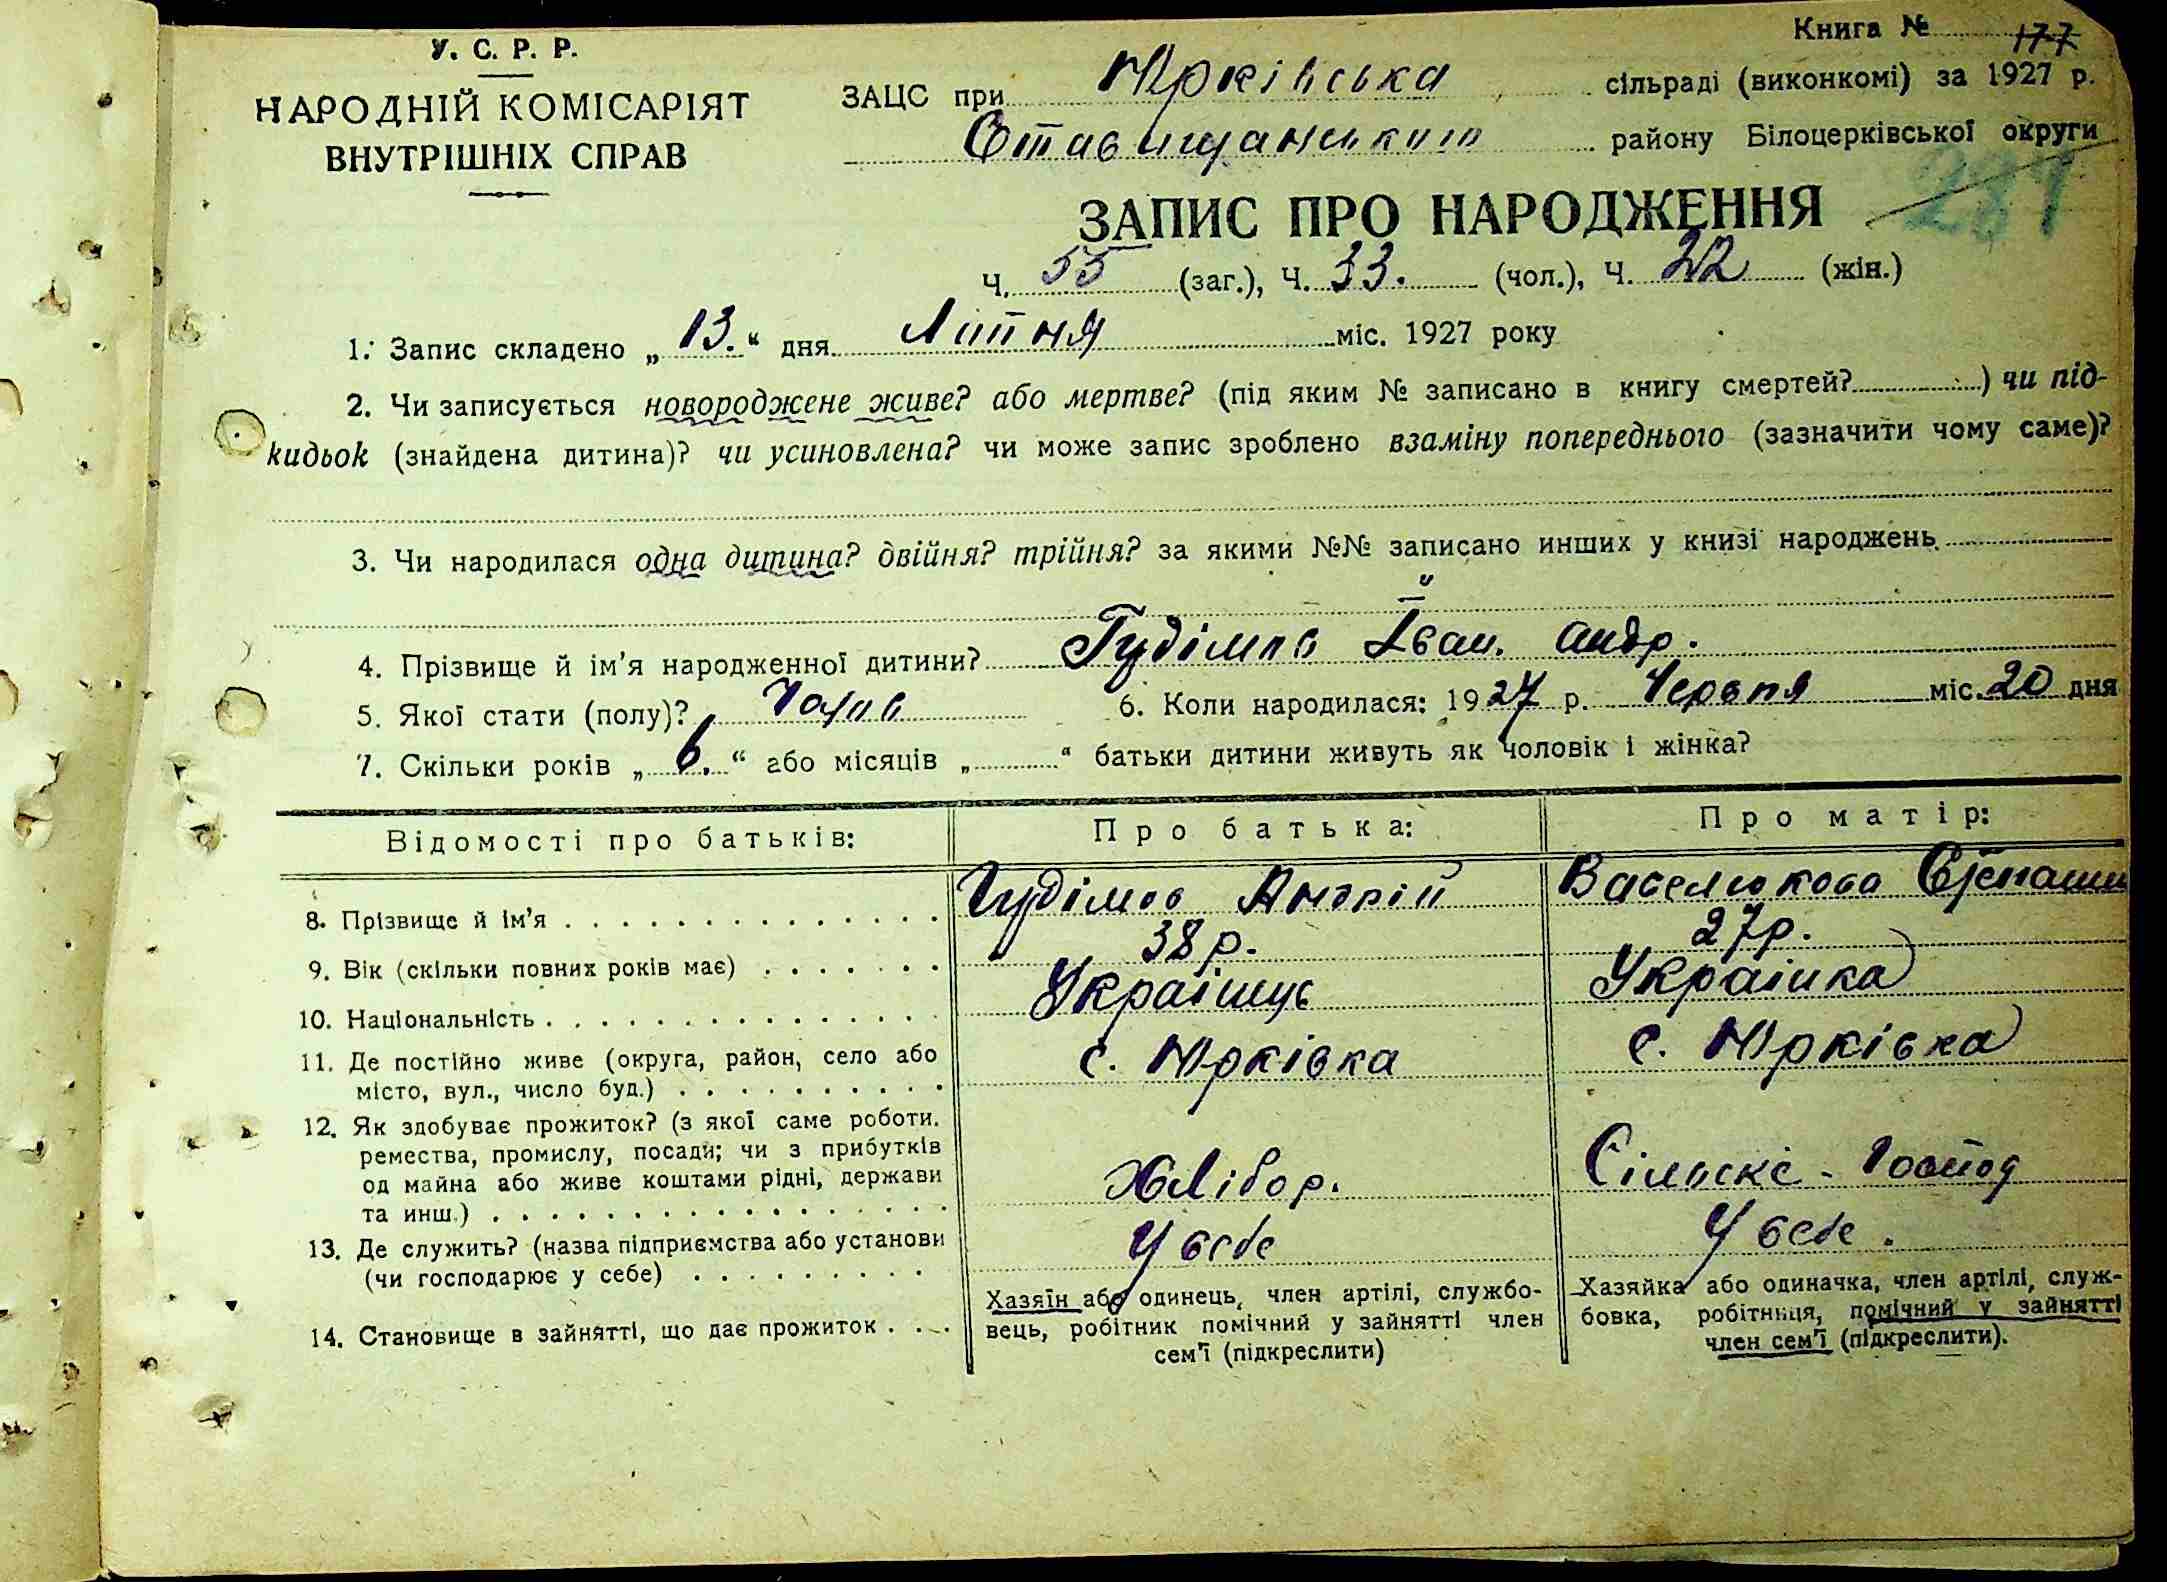 Книга № 177
У. С. Р. Р.
НАРОДНІЙ КОМІСАРІЯТ
ВНУТРІШНІХ СПРАВ
ЗАЦС при Юрківська сільраді (виконкомі) за 1927 р.
Ставищанського району Білоцерківської округи
281
ЗАПИС ПРО НАРОДЖЕННЯ
Ч. 55 (заг.), Ч. 33. (чол.), Ч. 22 (жін.)
1. Запис складено „ 13. “ дня Липня міс. 1927 року
2. Чи записується новороджене живе? або мертве? (під яким № записано в книгу смертей? ) чи під-
кидьок (знайдена дитина)? чи усиновлена? чи може запис зроблено взаміну попереднього (зазначити чому саме)?
3. Чи народилася одна дитина? двійня? трійня? за якими №№ записано инших у книзі народжень
4. Прізвище й ім’я народженної дитини? Гудімов Іван. Андр.
5. Якої стати (полу)? Чолов 6. Коли народилася: 1927 р. Червня міс. 20 дня
7. Скільки років „ 6. “ або місяців „ “ батьки дитини живуть як чоловік і жінка?
Відомості про батьків: Про батька: Про матір:
8. Прізвище й ім’я Гудімов Андрій Васелюкова
9. Вік (скільки повних років має) 38 р. 27 р.
10. Національність Українць Українка
11. Де постійно живе (округа, район, село або
місто, вул., число буд.) с. Юрківка с. Юрківка
12. Як здобуває прожиток? (з якої саме роботи,
ремества, промислу, посади; чи з прибутків
од майна або живе коштами рідні, держави
та инш.) Хлібор. Сільске - Господ
13. Де служить? (назва підприємства або установи
(чи господарює у себе) У себе У себе.
14. Становище в зайнятті, що дає прожиток
Хазяїн або одинець, член артілі, службо-
вець, робітник помічний у зайнятті член
сем’ї (підкреслити)
Хазяйка або одиначка, член артілі, служ-
бовка, робітниця, помічний у зайнятті
член сем’ї (підкреслити).